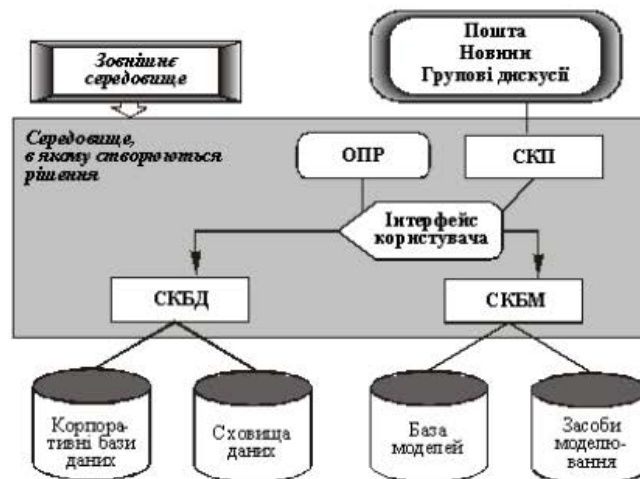 Зовнішнє
середовище
Пошта
Новини
Групові дискусії
Середовище,
в якому створюються
рішення
ОПР
СКП
Інтерфейс
користувача
СКБД
СКБМ
Корпора-
тивні бази
даних
Сховища
даних
База
моделей
Засоби
моделю-
вання